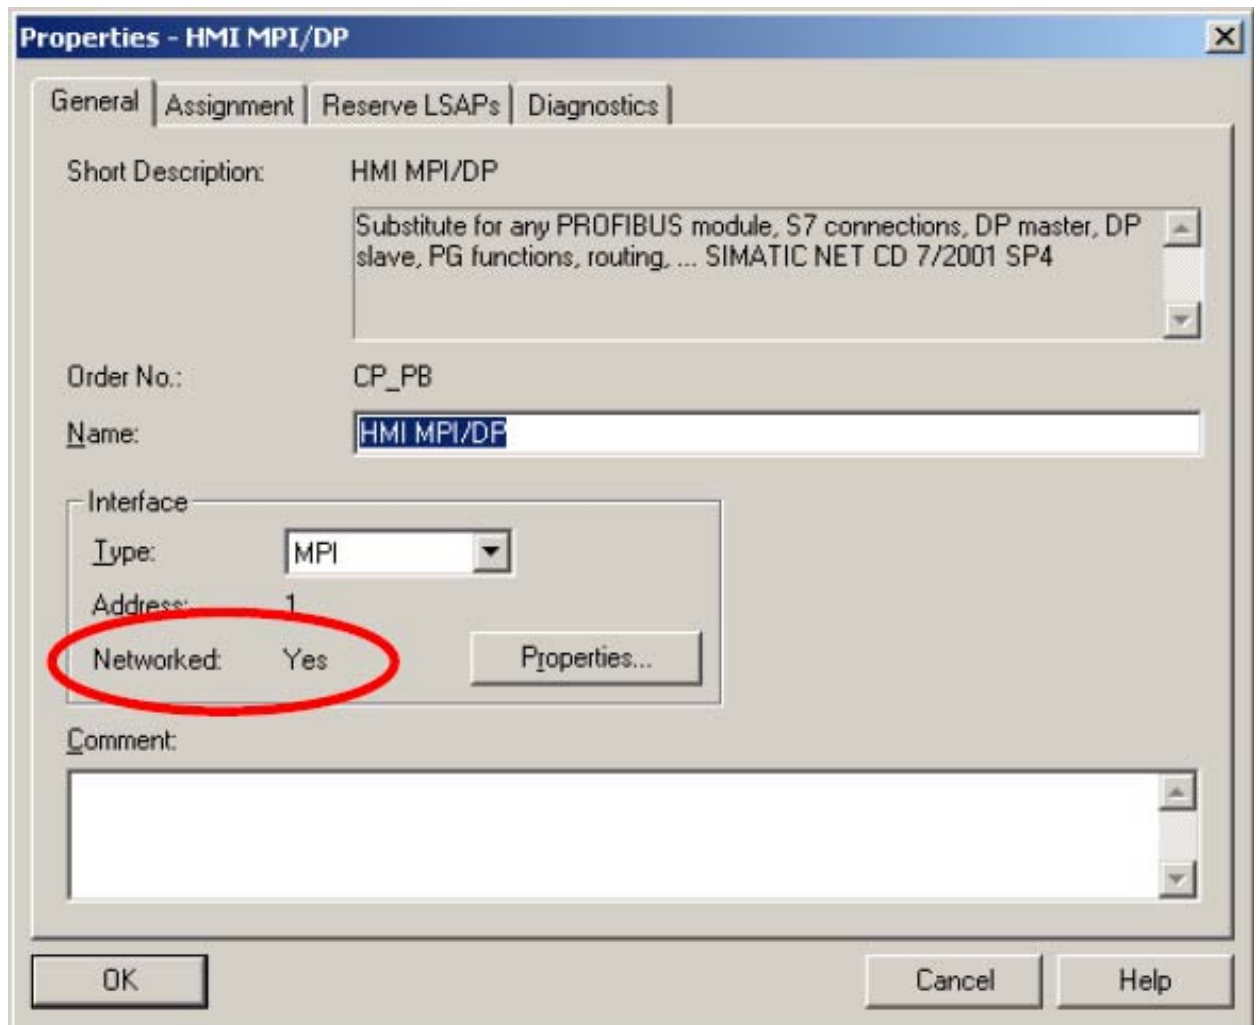 Properties - HMI MPI/DP
General
Assignment
Reserve LSAPs
Diagnostics
Short Description: HMI MPI/DP
Substitute for any PROFIBUS module, S7 connections, DP master, DP
slave, PG functions, routing, ... SIMATIC NET CD 7/2001 SP4
Order No.: CP_PB
Name: HMI MPI/DP
Interface
Type: MPI
Address: 1
Networked: Yes
Properties...
Comment:
OK
Cancel
Help